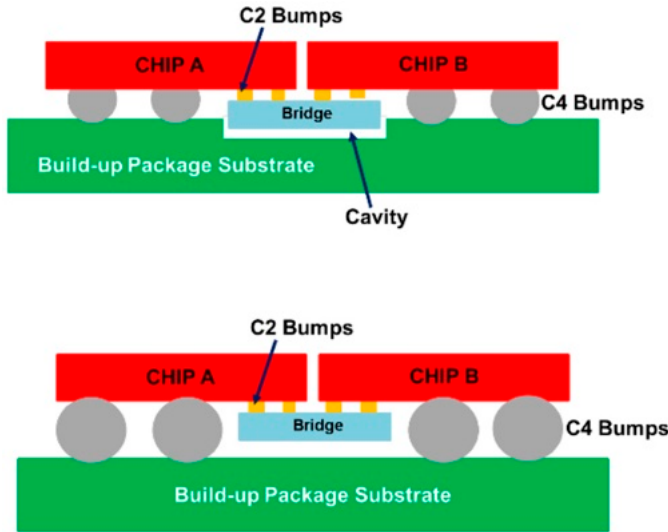 C2 Bumps
CHIP A
CHIP B
C4 Bumps
Bridge
Build-up Package Substrate
Cavity
C2 Bumps
CHIP A
CHIP B
C4 Bumps
Bridge
Build-up Package Substrate